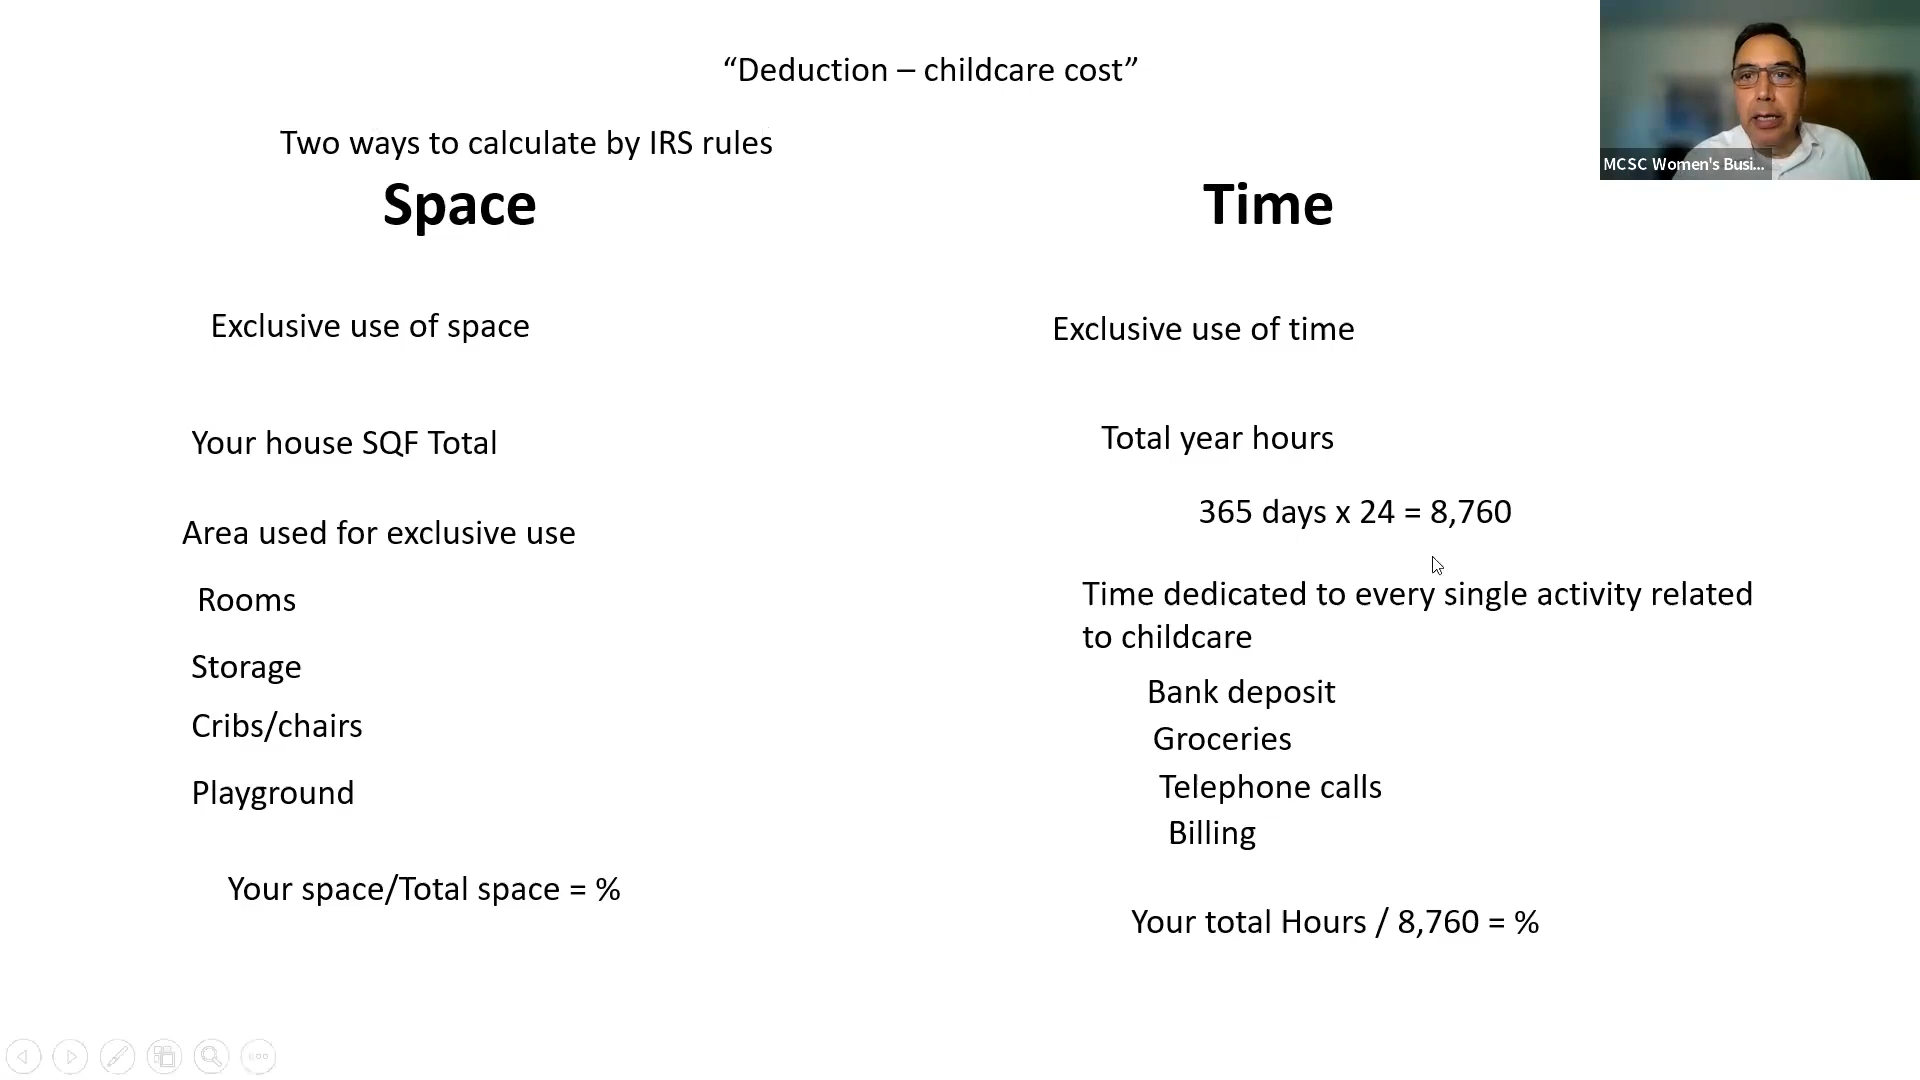 “Deduction – childcare cost”
MCSC Women's Busi...
Two ways to calculate by IRS rules
Space
Exclusive use of space
Your house SQF Total
Area used for exclusive use
Rooms
Storage
Cribs/chairs
Playground
Your space/Total space = %
Time
Exclusive use of time
Total year hours
365 days x 24 = 8,760
Time dedicated to every single activity related
to childcare
Bank deposit
Groceries
Telephone calls
Billing
Your total Hours / 8,760 = %